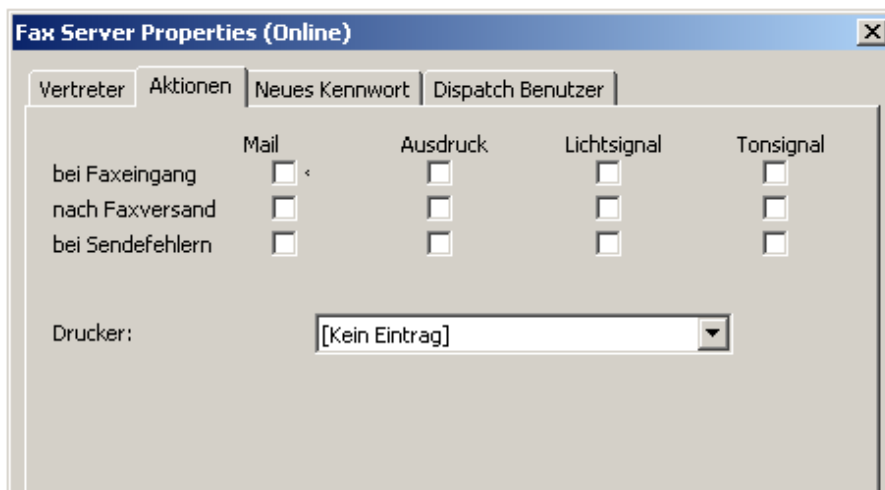 Fax Server Properties (Online)
Vertreter Aktionen Neues Kennwort Dispatch Benutzer
Mail Ausdruck Lichtsignal Tonsignal
bei Faxeingang
nach Faxversand
bei Sendefehlern
Drucker: [Kein Eintrag]